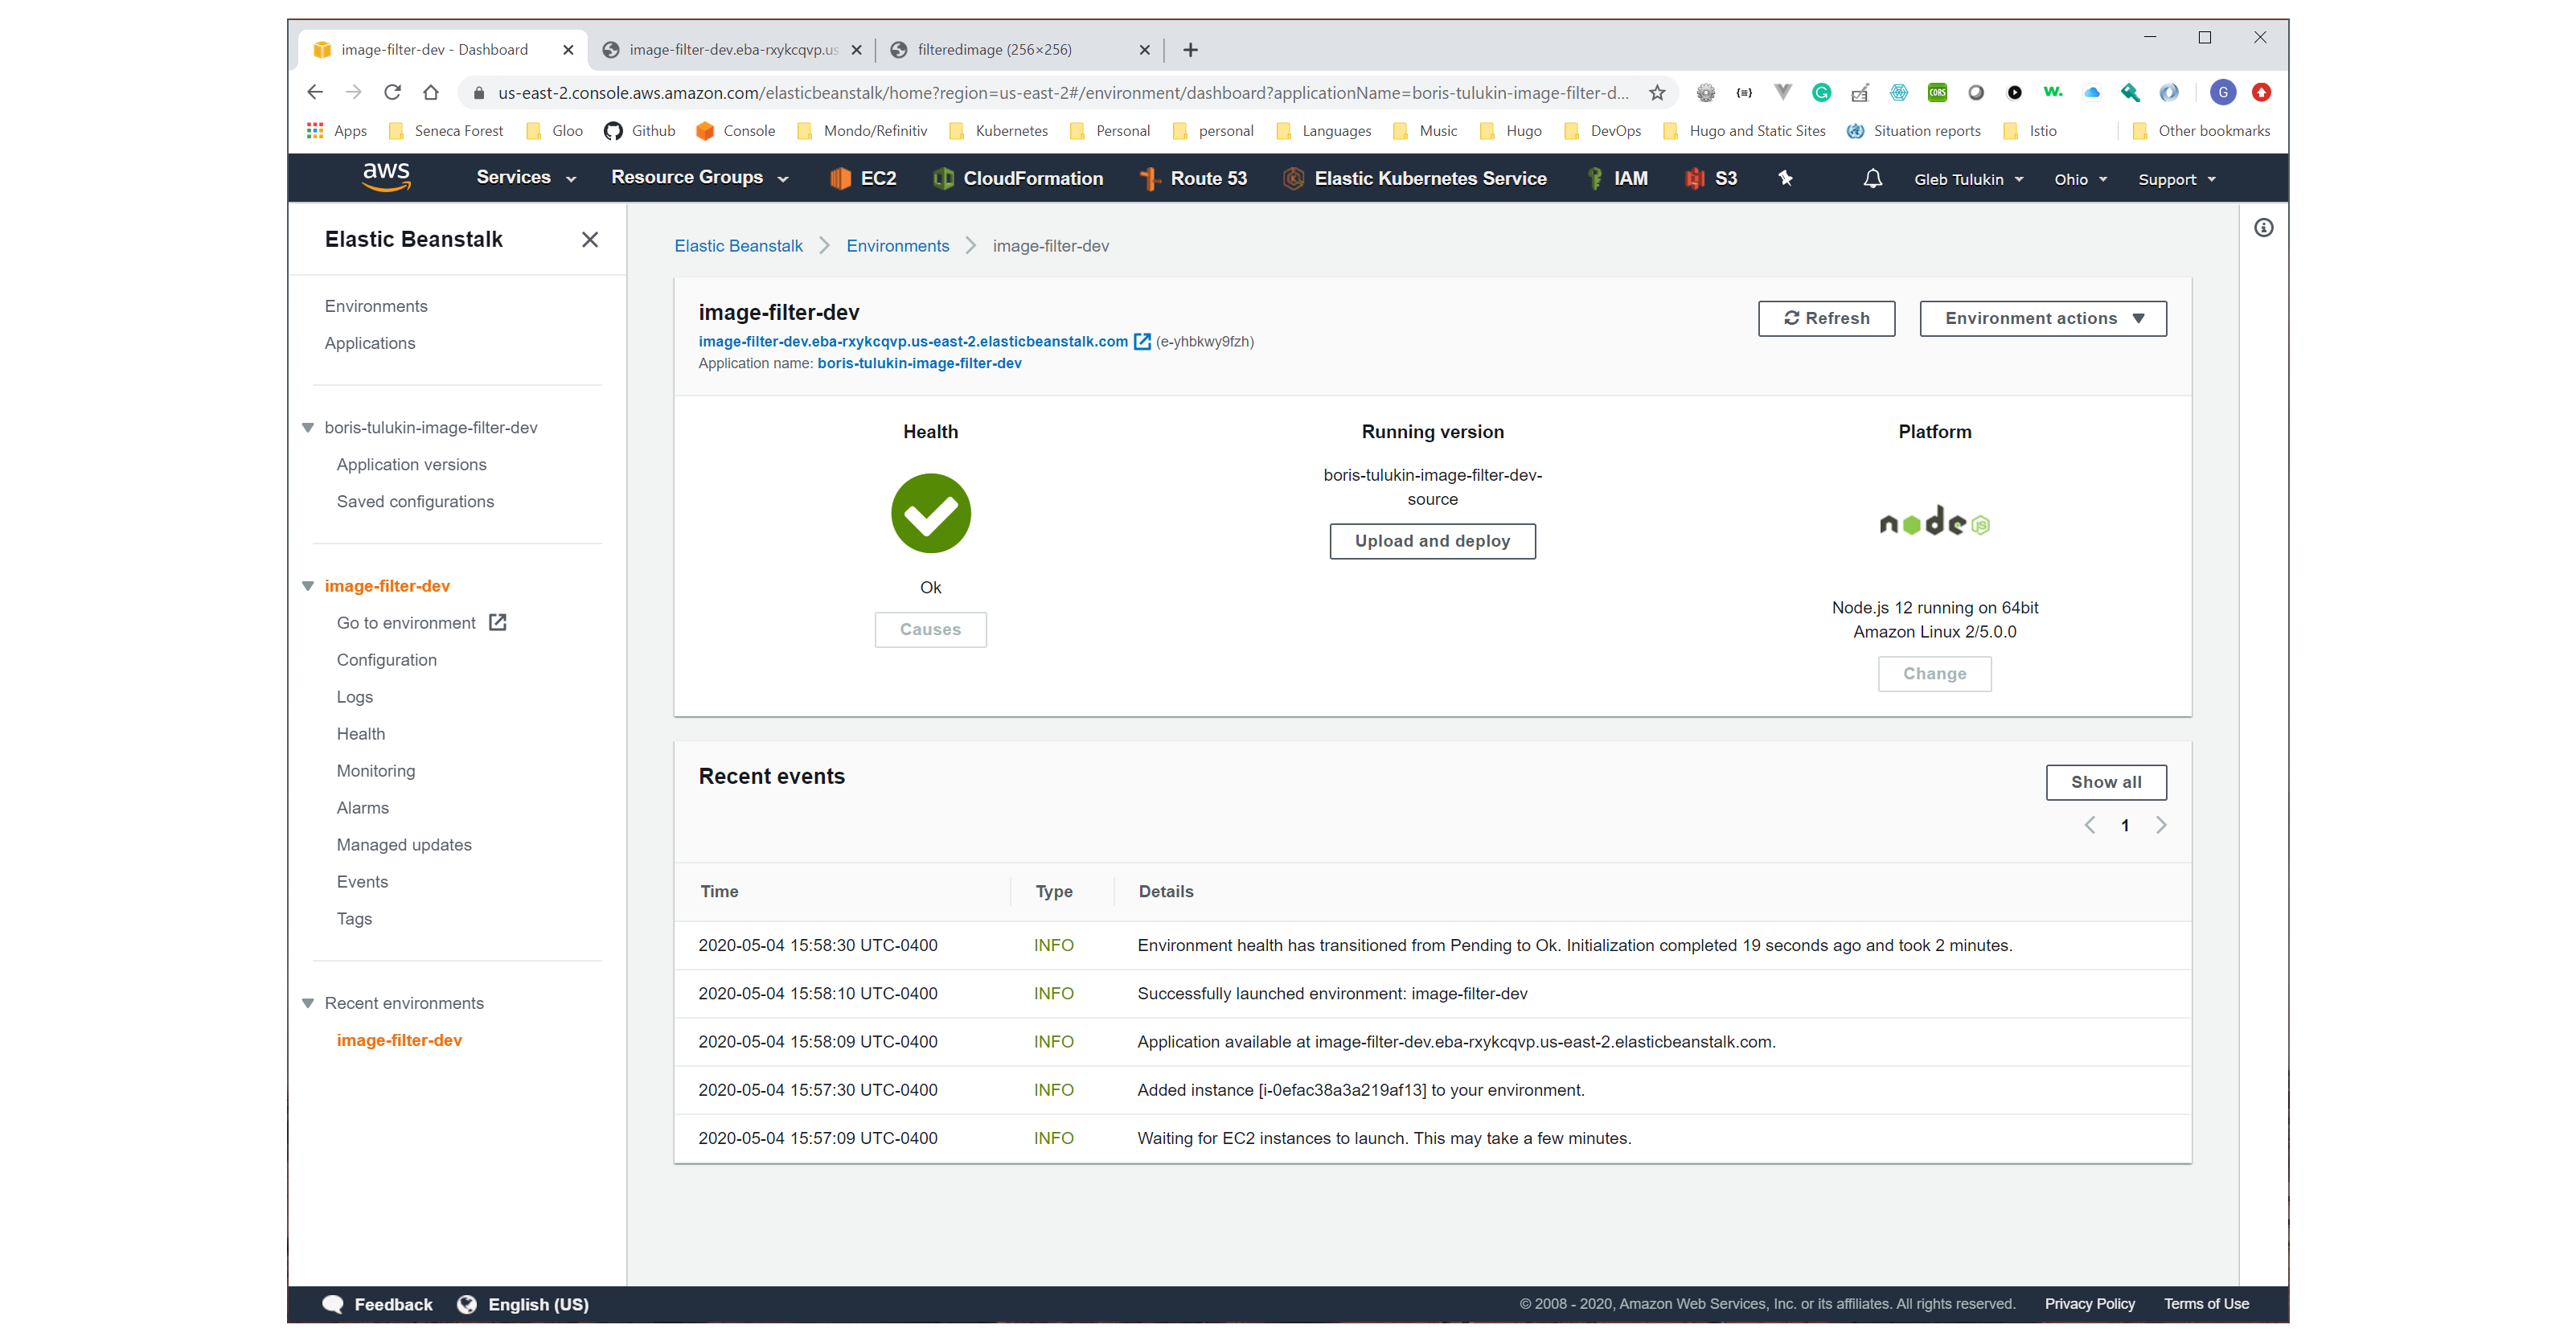 image-filter-dev - Dashboard
image-filter-dev.eba-rxykcqvp.us
filteredimage (256×256)
us-east-2.console.aws.amazon.com/elasticbeanstalk/home?region=us-east-2#/environment/dashboard?applicationName=boris-tulukin-image-filter-d...
CORS
w.
G
Apps Seneca Forest Gloo Github Console Mondo/Refinitiv Kubernetes Personal personal Languages Music Hugo DevOps Hugo and Static Sites Situation reports Istio Other bookmarks
aws Services Resource Groups EC2 CloudFormation Route 53 Elastic Kubernetes Service IAM S3 Gleb Tulukin Ohio Support
Elastic Beanstalk
Environments
Applications
boris-tulukin-image-filter-dev
Application versions
Saved configurations
image-filter-dev
Go to environment
Configuration
Logs
Health
Monitoring
Alarms
Managed updates
Events
Tags
Recent environments
image-filter-dev
Elastic Beanstalk Environments image-filter-dev
image-filter-dev
image-filter-dev.eba-rxykcqvp.us-east-2.elasticbeanstalk.com (e-yhbkwy9fzh)
Application name: boris-tulukin-image-filter-dev
Refresh
Environment actions
Health
Ok
Causes
Running version
boris-tulukin-image-filter-dev-
source
Upload and deploy
Platform
node JS
Node.js 12 running on 64bit
Amazon Linux 2/5.0.0
Change
Recent events
Show all
1
Time Type Details
2020-05-04 15:58:30 UTC-0400 INFO Environment health has transitioned from Pending to Ok. Initialization completed 19 seconds ago and took 2 minutes.
2020-05-04 15:58:10 UTC-0400 INFO Successfully launched environment: image-filter-dev
2020-05-04 15:58:09 UTC-0400 INFO Application available at image-filter-dev.eba-rxykcqvp.us-east-2.elasticbeanstalk.com.
2020-05-04 15:57:30 UTC-0400 INFO Added instance [i-0efac38a3a219af13] to your environment.
2020-05-04 15:57:09 UTC-0400 INFO Waiting for EC2 instances to launch. This may take a few minutes.
Feedback English (US)
© 2008 - 2020, Amazon Web Services, Inc. or its affiliates. All rights reserved. Privacy Policy Terms of Use